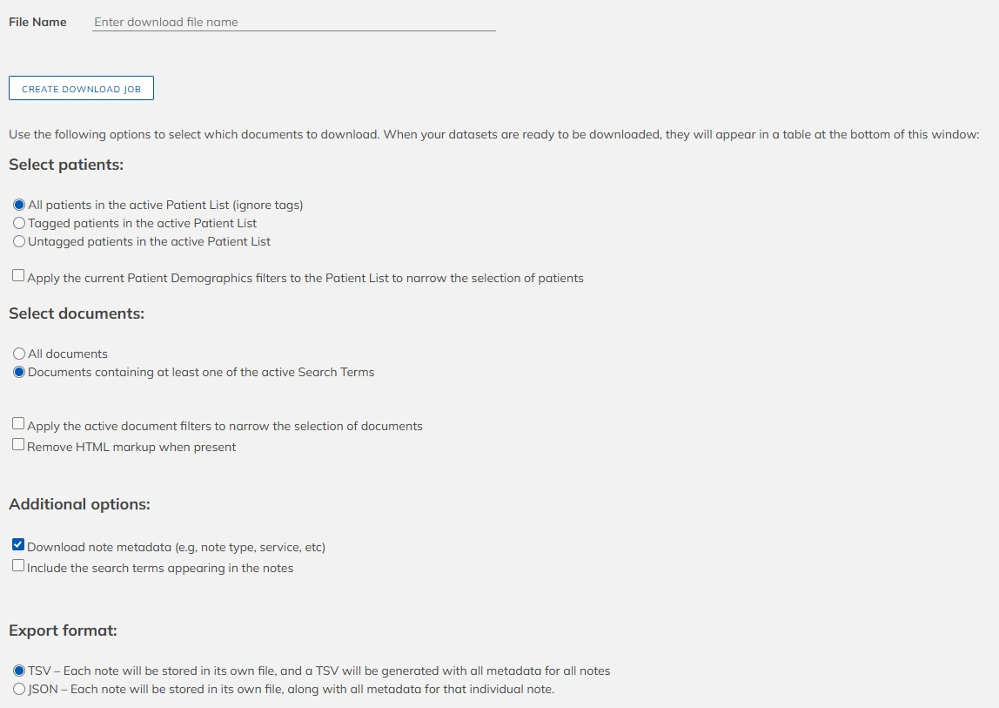 File Name
Enter download file name
CREATE DOWNLOAD JOB
Use the following options to select which documents to download. When your datasets are ready to be downloaded, they will appear in a table at the bottom of this window:
Select patients:
All patients in the active Patient List (ignore tags)
Tagged patients in the active Patient List
Untagged patients in the active Patient List
Apply the current Patient Demographics filters to the Patient List to narrow the selection of patients
Select documents:
All documents
Documents containing at least one of the active Search Terms
Apply the active document filters to narrow the selection of documents
Remove HTML markup when present
Additional options:
Download note metadata (e.g, note type, service, etc)
Include the search terms appearing in the notes
Export format:
TSV – Each note will be stored in its own file, and a TSV will be generated with all metadata for all notes
JSON – Each note will be stored in its own file, along with all metadata for that individual note.